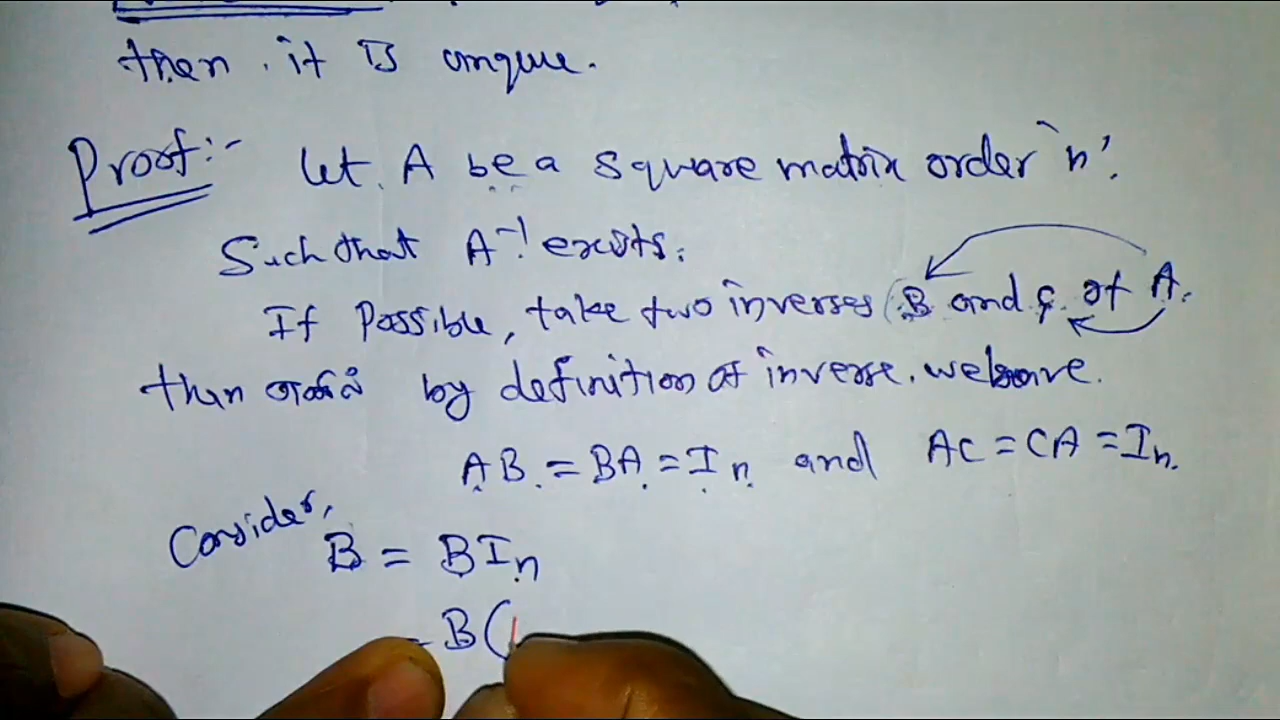 then. it is unique.
Proof:- Let A be a square matrix order 'n'.
Such that A⁻¹ exists.
If Possible, take two inverses B and C of A.
then எனில் by definition of inverse. we have.
AB = BA = In and AC = CA = In.
Consider,
B = BIn
= B(